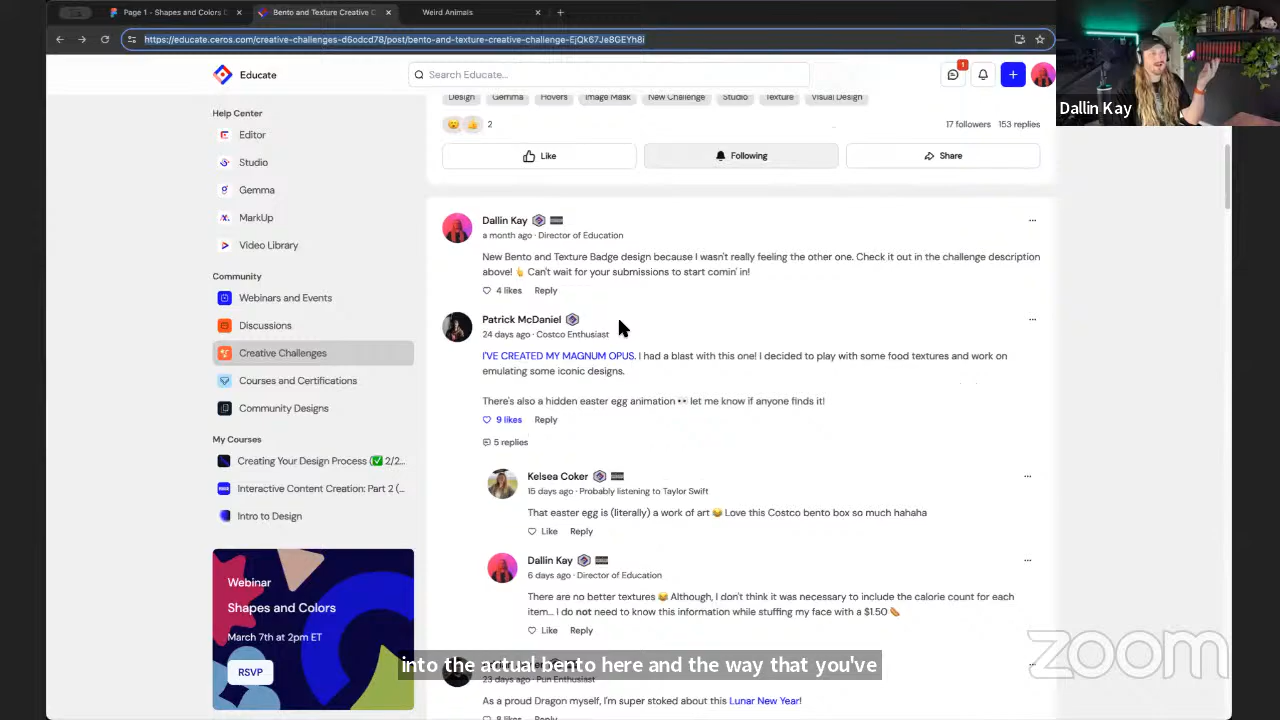 Page 1 - Shapes and Colors
Bento and Texture Creative C
Weird Animals
https://educate.ceros.com/creative-challenges-d6odcd78/post/bento-and-texture-creative-challenge-EjQk67Je8GEYh8i
Educate
Search Educate...
1
Dallin Kay
Design
Gemma
Hovers
Image Mask
New Challenge
Studio
Texture
Visual Design
2
17 followers 153 replies
Like
Following
Share
Help Center
Editor
Studio
Gemma
MarkUp
Video Library
Community
Webinars and Events
Discussions
Creative Challenges
Courses and Certifications
Community Designs
My Courses
Creating Your Design Process (✅ 2/2...
Interactive Content Creation: Part 2 (...
Intro to Design
Webinar
Shapes and Colors
March 7th at 2pm ET
RSVP
Dallin Kay
a month ago · Director of Education
New Bento and Texture Badge design because I wasn't really feeling the other one. Check it out in the challenge description
above! 👆 Can't wait for your submissions to start comin' in!
4 likes Reply
Patrick McDaniel
24 days ago · Costco Enthusiast
I'VE CREATED MY MAGNUM OPUS. I had a blast with this one! I decided to play with some food textures and work on
emulating some iconic designs.
There's also a hidden easter egg animation 👀 let me know if anyone finds it!
9 likes Reply
5 replies
Kelsea Coker
15 days ago · Probably listening to Taylor Swift
That easter egg is (literally) a work of art 😂 Love this Costco bento box so much hahaha
Like Reply
Dallin Kay
6 days ago · Director of Education
There are no better textures 😂 Although, I don't think it was necessary to include the calorie count for each
item... I do not need to know this information while stuffing my face with a $1.50 🌭
Like Reply
into the actual bento here and the way that you've
23 days ago · Pun Enthusiast
As a proud Dragon myself, I'm super stoked about this Lunar New Year!
8 likes Reply
zoom